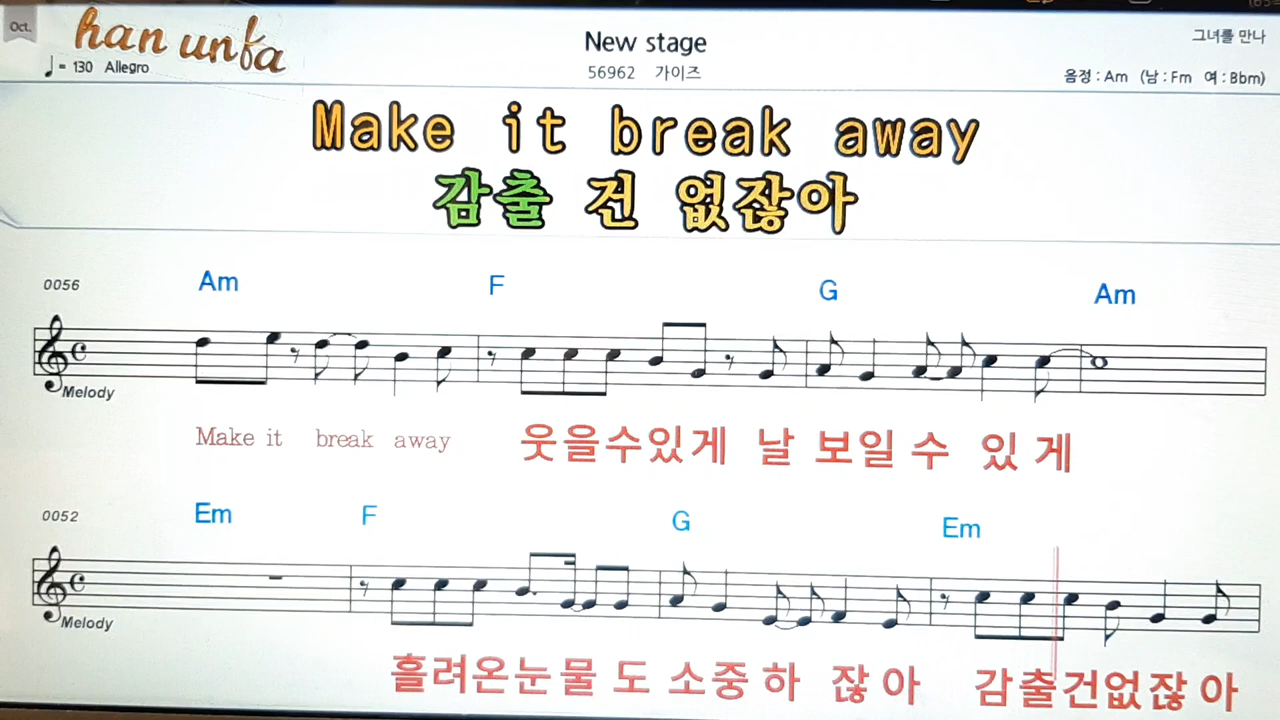 Oct.
han unfa
♩= 130 Allegro
New stage
56962 가이즈
그녀를 만나
음정 : Am (남 : Fm 여 : Bbm)
Make it break away
감출 건 없잖아
0056
Am F G Am
Melody
Make it break away 웃을수있게 날 보일 수 있 게
0052
Em F G Em
Melody
흘려온눈물 도 소중하 잖아 감출건없잖아